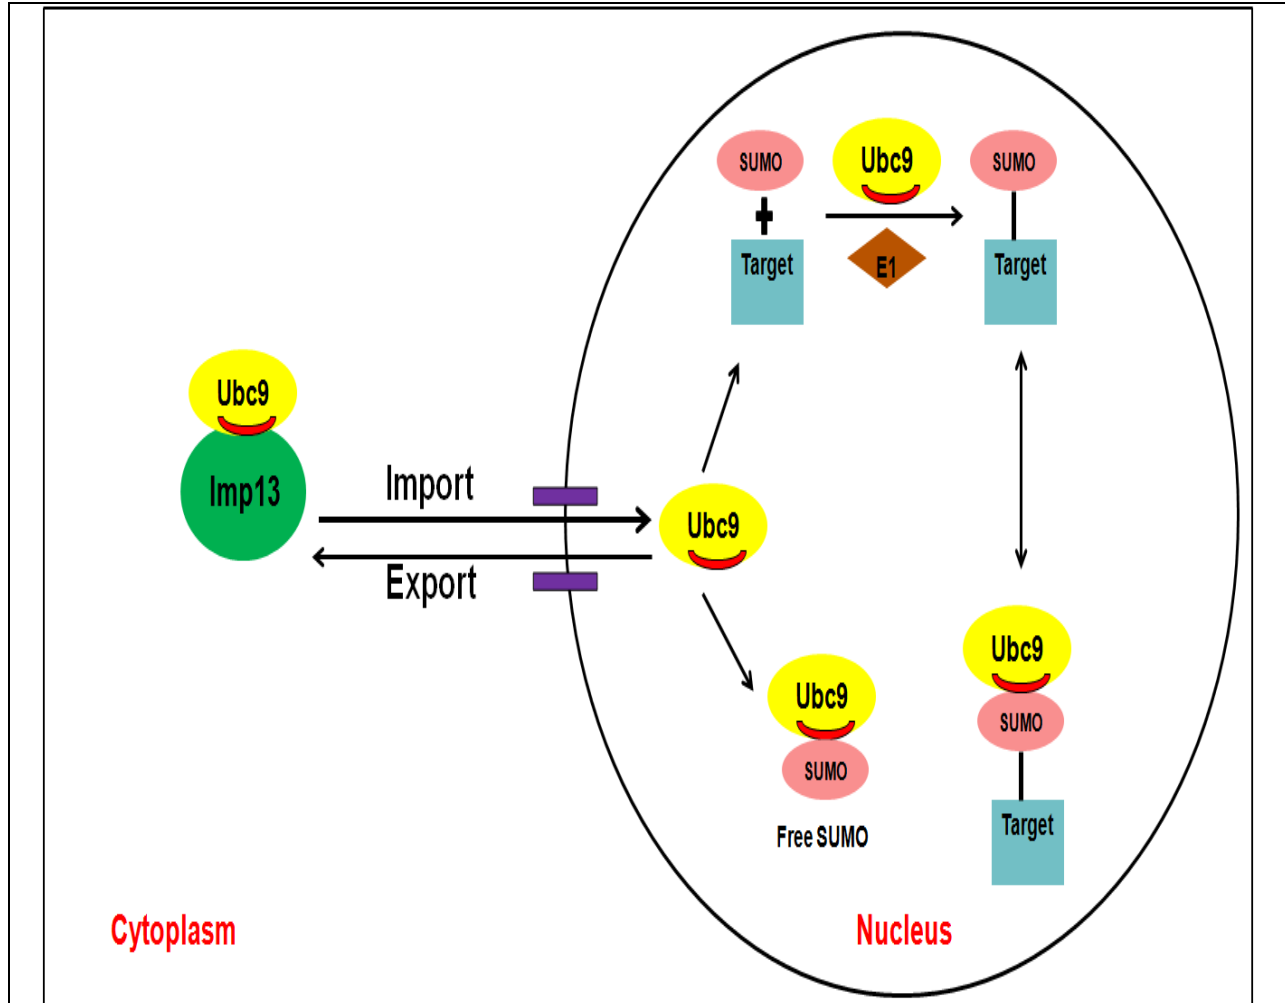 SUMO
Ubc9
SUMO
Target
E1
Target
Ubc9
Imp13
Import
Export
Ubc9
Ubc9
SUMO
Free SUMO
Ubc9
SUMO
Target
Cytoplasm
Nucleus